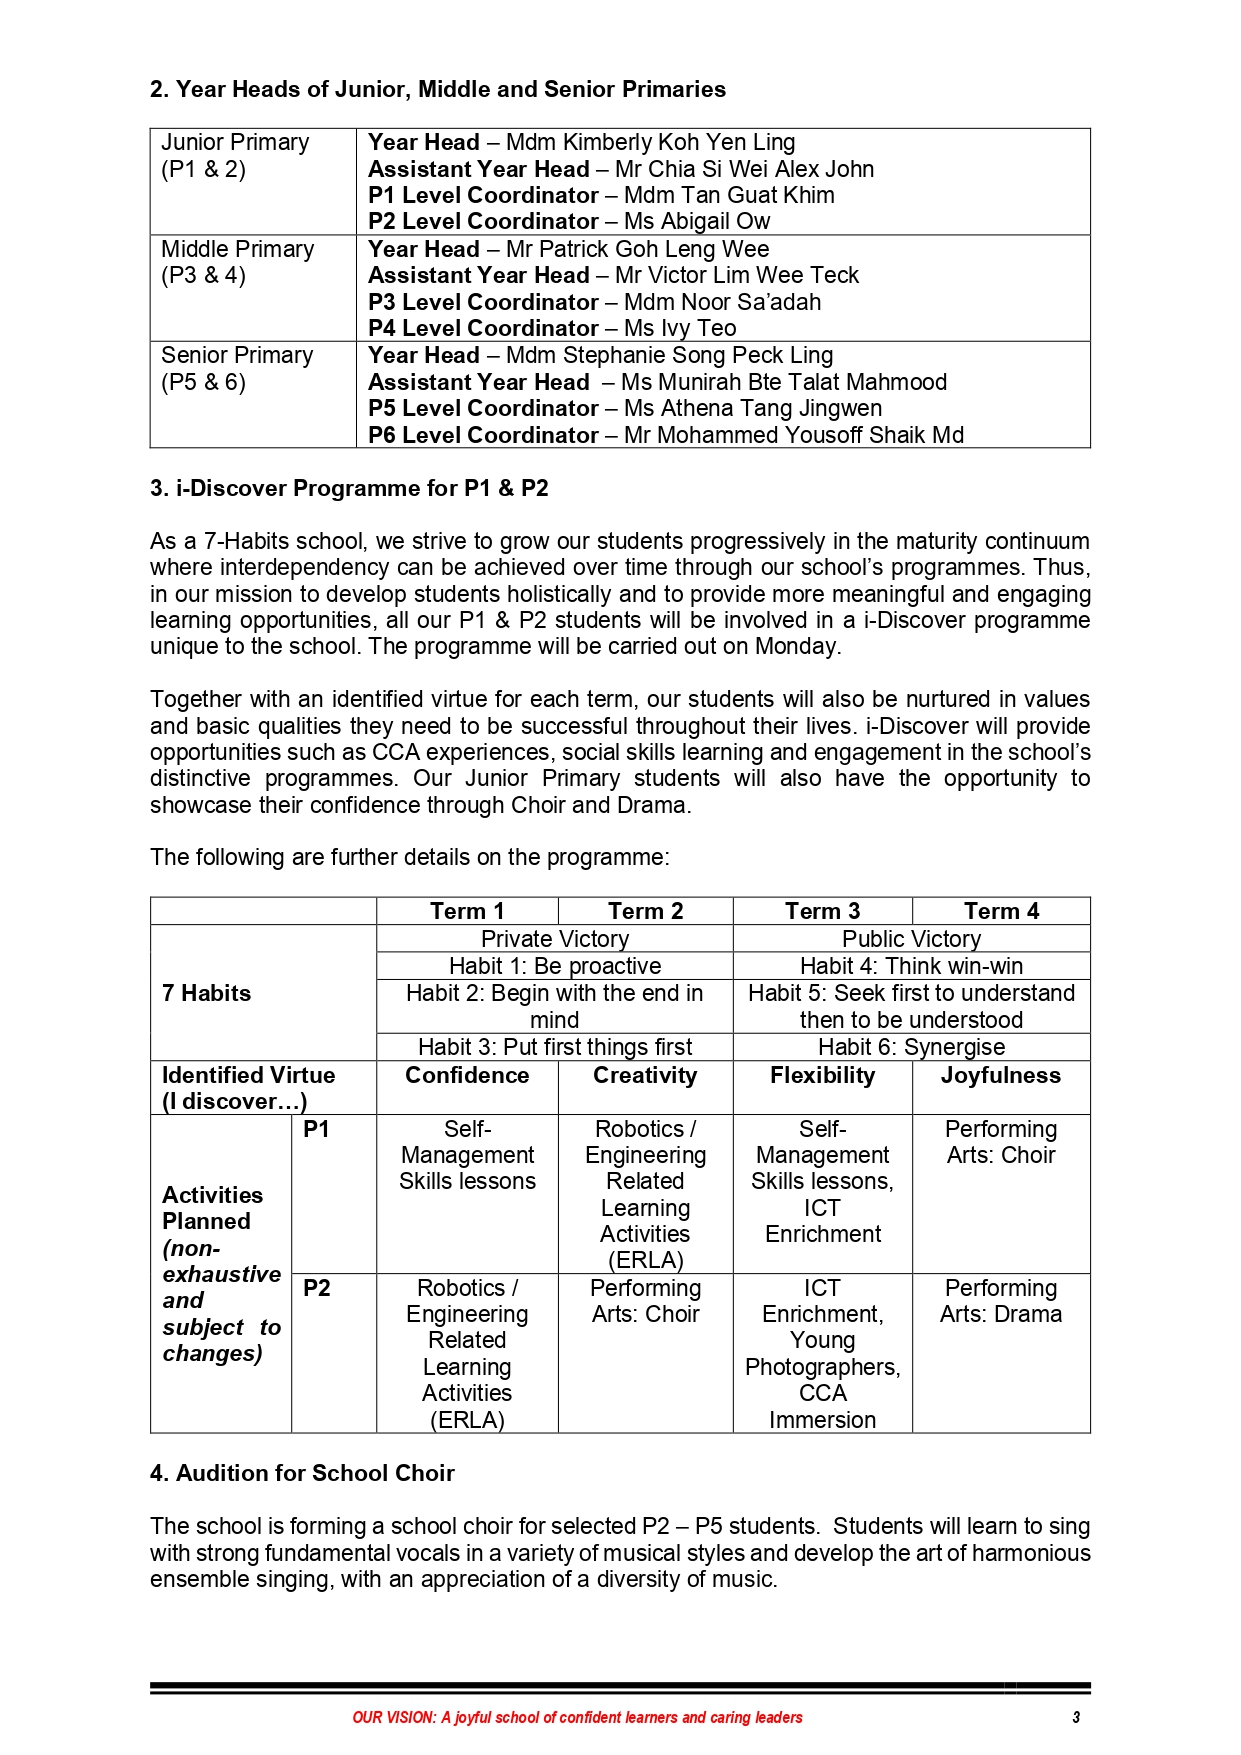 2. Year Heads of Junior, Middle and Senior Primaries
Junior Primary
(P1 & 2)
Year Head – Mdm Kimberly Koh Yen Ling
Assistant Year Head – Mr Chia Si Wei Alex John
P1 Level Coordinator – Mdm Tan Guat Khim
P2 Level Coordinator – Ms Abigail Ow
Middle Primary
(P3 & 4)
Year Head – Mr Patrick Goh Leng Wee
Assistant Year Head – Mr Victor Lim Wee Teck
P3 Level Coordinator – Mdm Noor Sa’adah
P4 Level Coordinator – Ms Ivy Teo
Senior Primary
(P5 & 6)
Year Head – Mdm Stephanie Song Peck Ling
Assistant Year Head – Ms Munirah Bte Talat Mahmood
P5 Level Coordinator – Ms Athena Tang Jingwen
P6 Level Coordinator – Mr Mohammed Yousoff Shaik Md
3. i-Discover Programme for P1 & P2
As a 7-Habits school, we strive to grow our students progressively in the maturity continuum
where interdependency can be achieved over time through our school’s programmes. Thus,
in our mission to develop students holistically and to provide more meaningful and engaging
learning opportunities, all our P1 & P2 students will be involved in a i-Discover programme
unique to the school. The programme will be carried out on Monday.
Together with an identified virtue for each term, our students will also be nurtured in values
and basic qualities they need to be successful throughout their lives. i-Discover will provide
opportunities such as CCA experiences, social skills learning and engagement in the school’s
distinctive programmes. Our Junior Primary students will also have the opportunity to
showcase their confidence through Choir and Drama.
The following are further details on the programme:
Term 1 Term 2 Term 3 Term 4
7 Habits
Private Victory Public Victory
Habit 1: Be proactive Habit 4: Think win-win
Habit 2: Begin with the end in
mind
Habit 5: Seek first to understand
then to be understood
Habit 3: Put first things first Habit 6: Synergise
Identified Virtue
(I discover…)
Confidence Creativity Flexibility Joyfulness
Activities
Planned
(non-
exhaustive
and
subject to
changes)
P1
Self-
Management
Skills lessons
Robotics /
Engineering
Related
Learning
Activities
(ERLA)
Self-
Management
Skills lessons,
ICT
Enrichment
Performing
Arts: Choir
P2
Robotics /
Engineering
Related
Learning
Activities
(ERLA)
Performing
Arts: Choir
ICT
Enrichment,
Young
Photographers,
CCA
Immersion
Performing
Arts: Drama
4. Audition for School Choir
The school is forming a school choir for selected P2 – P5 students. Students will learn to sing
with strong fundamental vocals in a variety of musical styles and develop the art of harmonious
ensemble singing, with an appreciation of a diversity of music.
OUR VISION: A joyful school of confident learners and caring leaders 3